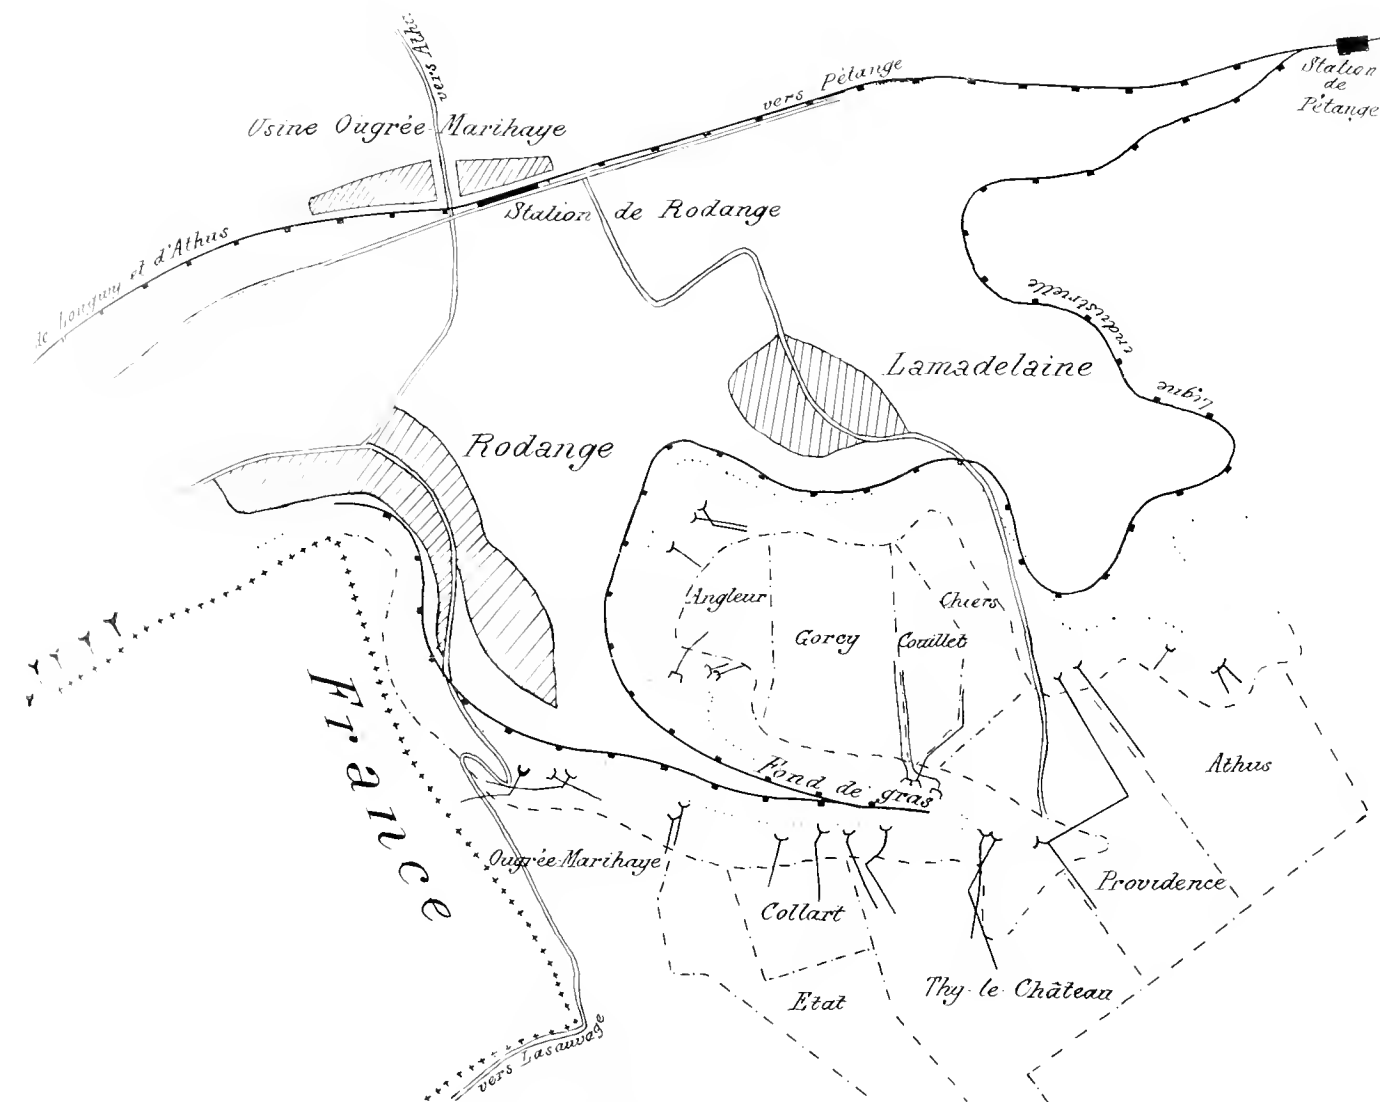 vers Athus
Usine Ougrée-Marihaye
vers Pétange
Station
de
Pétange
Station de Rodange
de Longwy et d'Athus
Ligne industrielle
Lamadelaine
Rodange
France
Angleur
Gorcy
Couillet
Chiers
Fond de gras
Athus
Ougrée-Marihaye
Collart
Providence
Etat
Thy-le-Château
vers Lasauvage